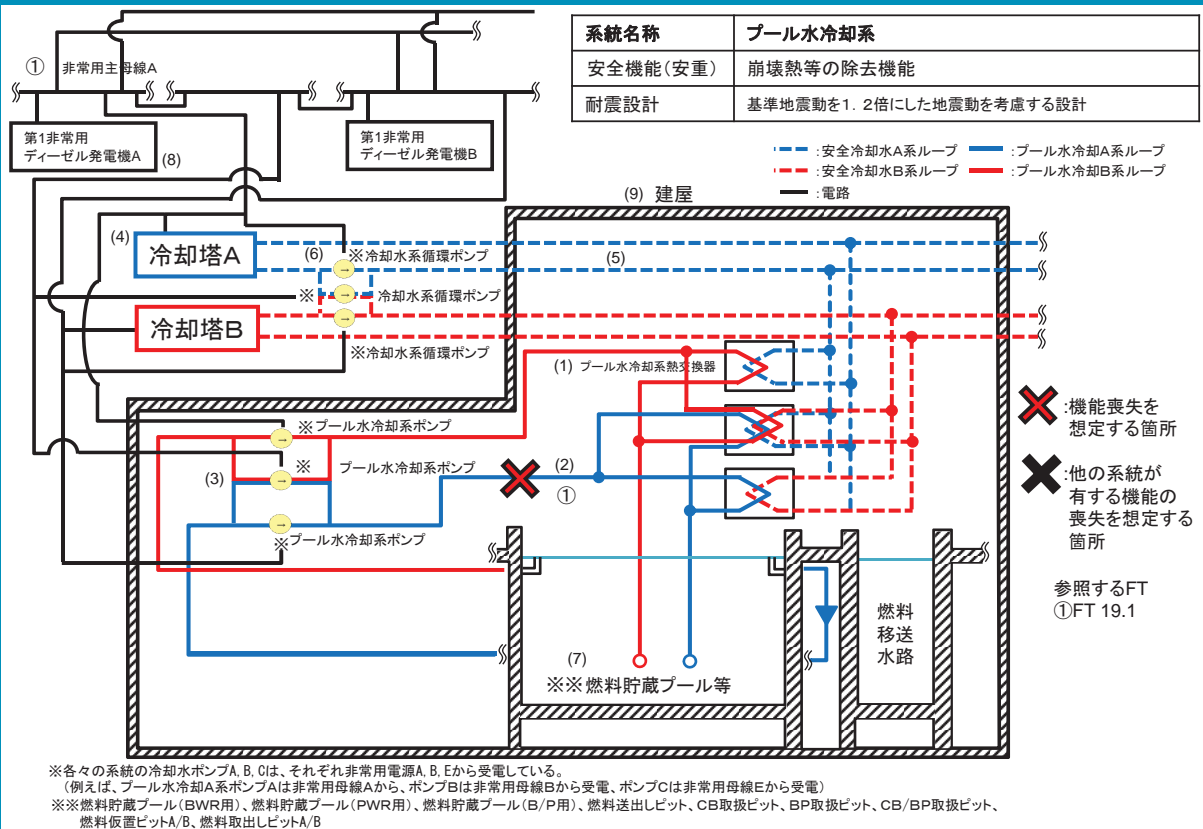 系統名称
プール水冷却系
安全機能(安重)
崩壊熱等の除去機能
耐震設計
基準地震動を1.2倍にした地震動を考慮する設計
① 非常用主母線A
第1非常用
ディーゼル発電機A
(8)
第1非常用
ディーゼル発電機B
:安全冷却水A系ループ
:プール水冷却A系ループ
:安全冷却水B系ループ
:プール水冷却B系ループ
:電路
(9) 建屋
(4)
冷却塔A
(6)
※冷却水系循環ポンプ
(5)
※
冷却水系循環ポンプ
冷却塔B
※冷却水系循環ポンプ
(1) プール水冷却系熱交換器
※プール水冷却系ポンプ
(3)
※
プール水冷却系ポンプ
(2)
①
※プール水冷却系ポンプ
:機能喪失を
想定する箇所
:他の系統が
有する機能の
喪失を想定する
箇所
参照するFT
①FT 19.1
燃料
移送
水路
(7)
※※燃料貯蔵プール等
※各々の系統の冷却水ポンプA, B, Cは、それぞれ非常用電源A, B, Eから受電している。
(例えば、プール水冷却A系ポンプAは非常用母線Aから、ポンプBは非常用母線Bから受電、ポンプCは非常用母線Eから受電)
※※燃料貯蔵プール(BWR用)、燃料貯蔵プール(PWR用)、燃料貯蔵プール(B/P用)、燃料送出しピット、CB取扱ピット、BP取扱ピット、CB/BP取扱ピット、
燃料仮置ピットA/B、燃料取出しピットA/B